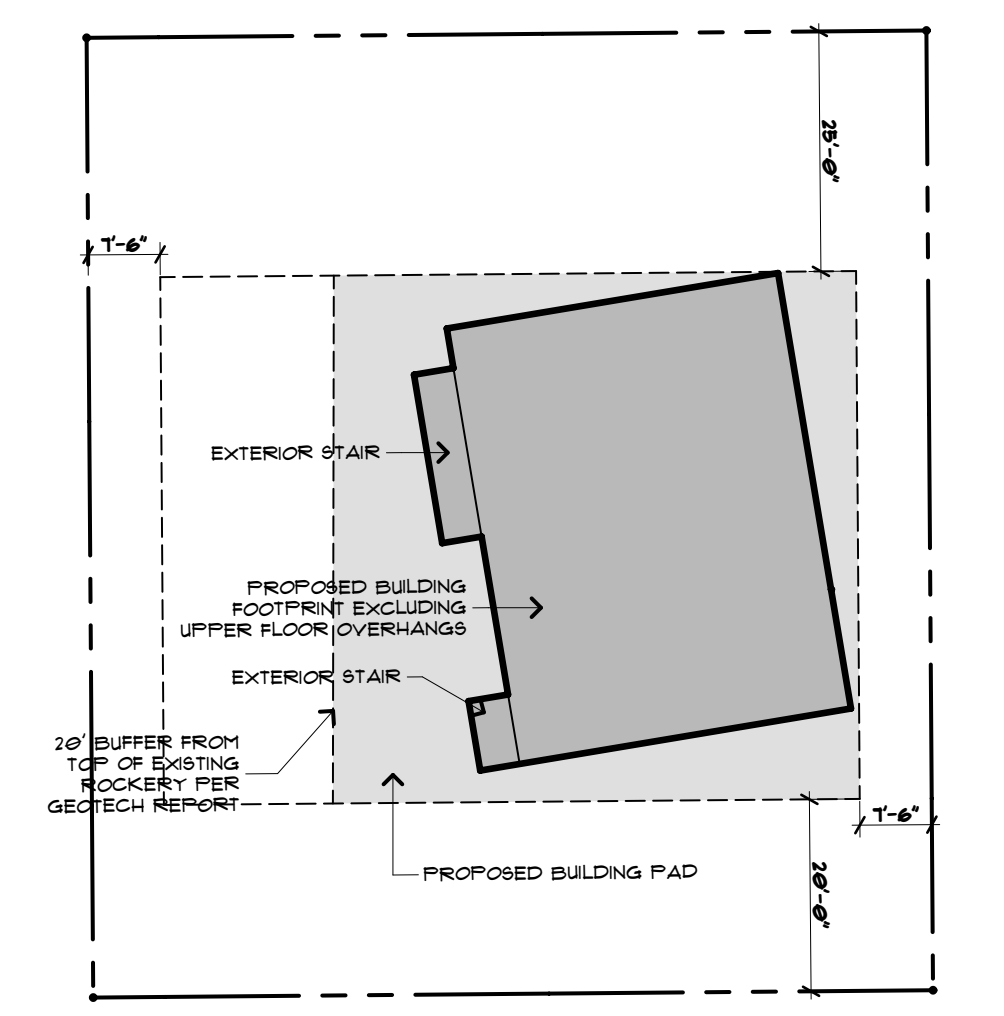 25'-0"
7'-6"
EXTERIOR STAIR
PROPOSED BUILDING
FOOTPRINT EXCLUDING
UPPER FLOOR OVERHANGS
EXTERIOR STAIR
20' BUFFER FROM
TOP OF EXISTING
ROCKERY PER
GEOTECH REPORT
7'-6"
PROPOSED BUILDING PAD
20'-0"